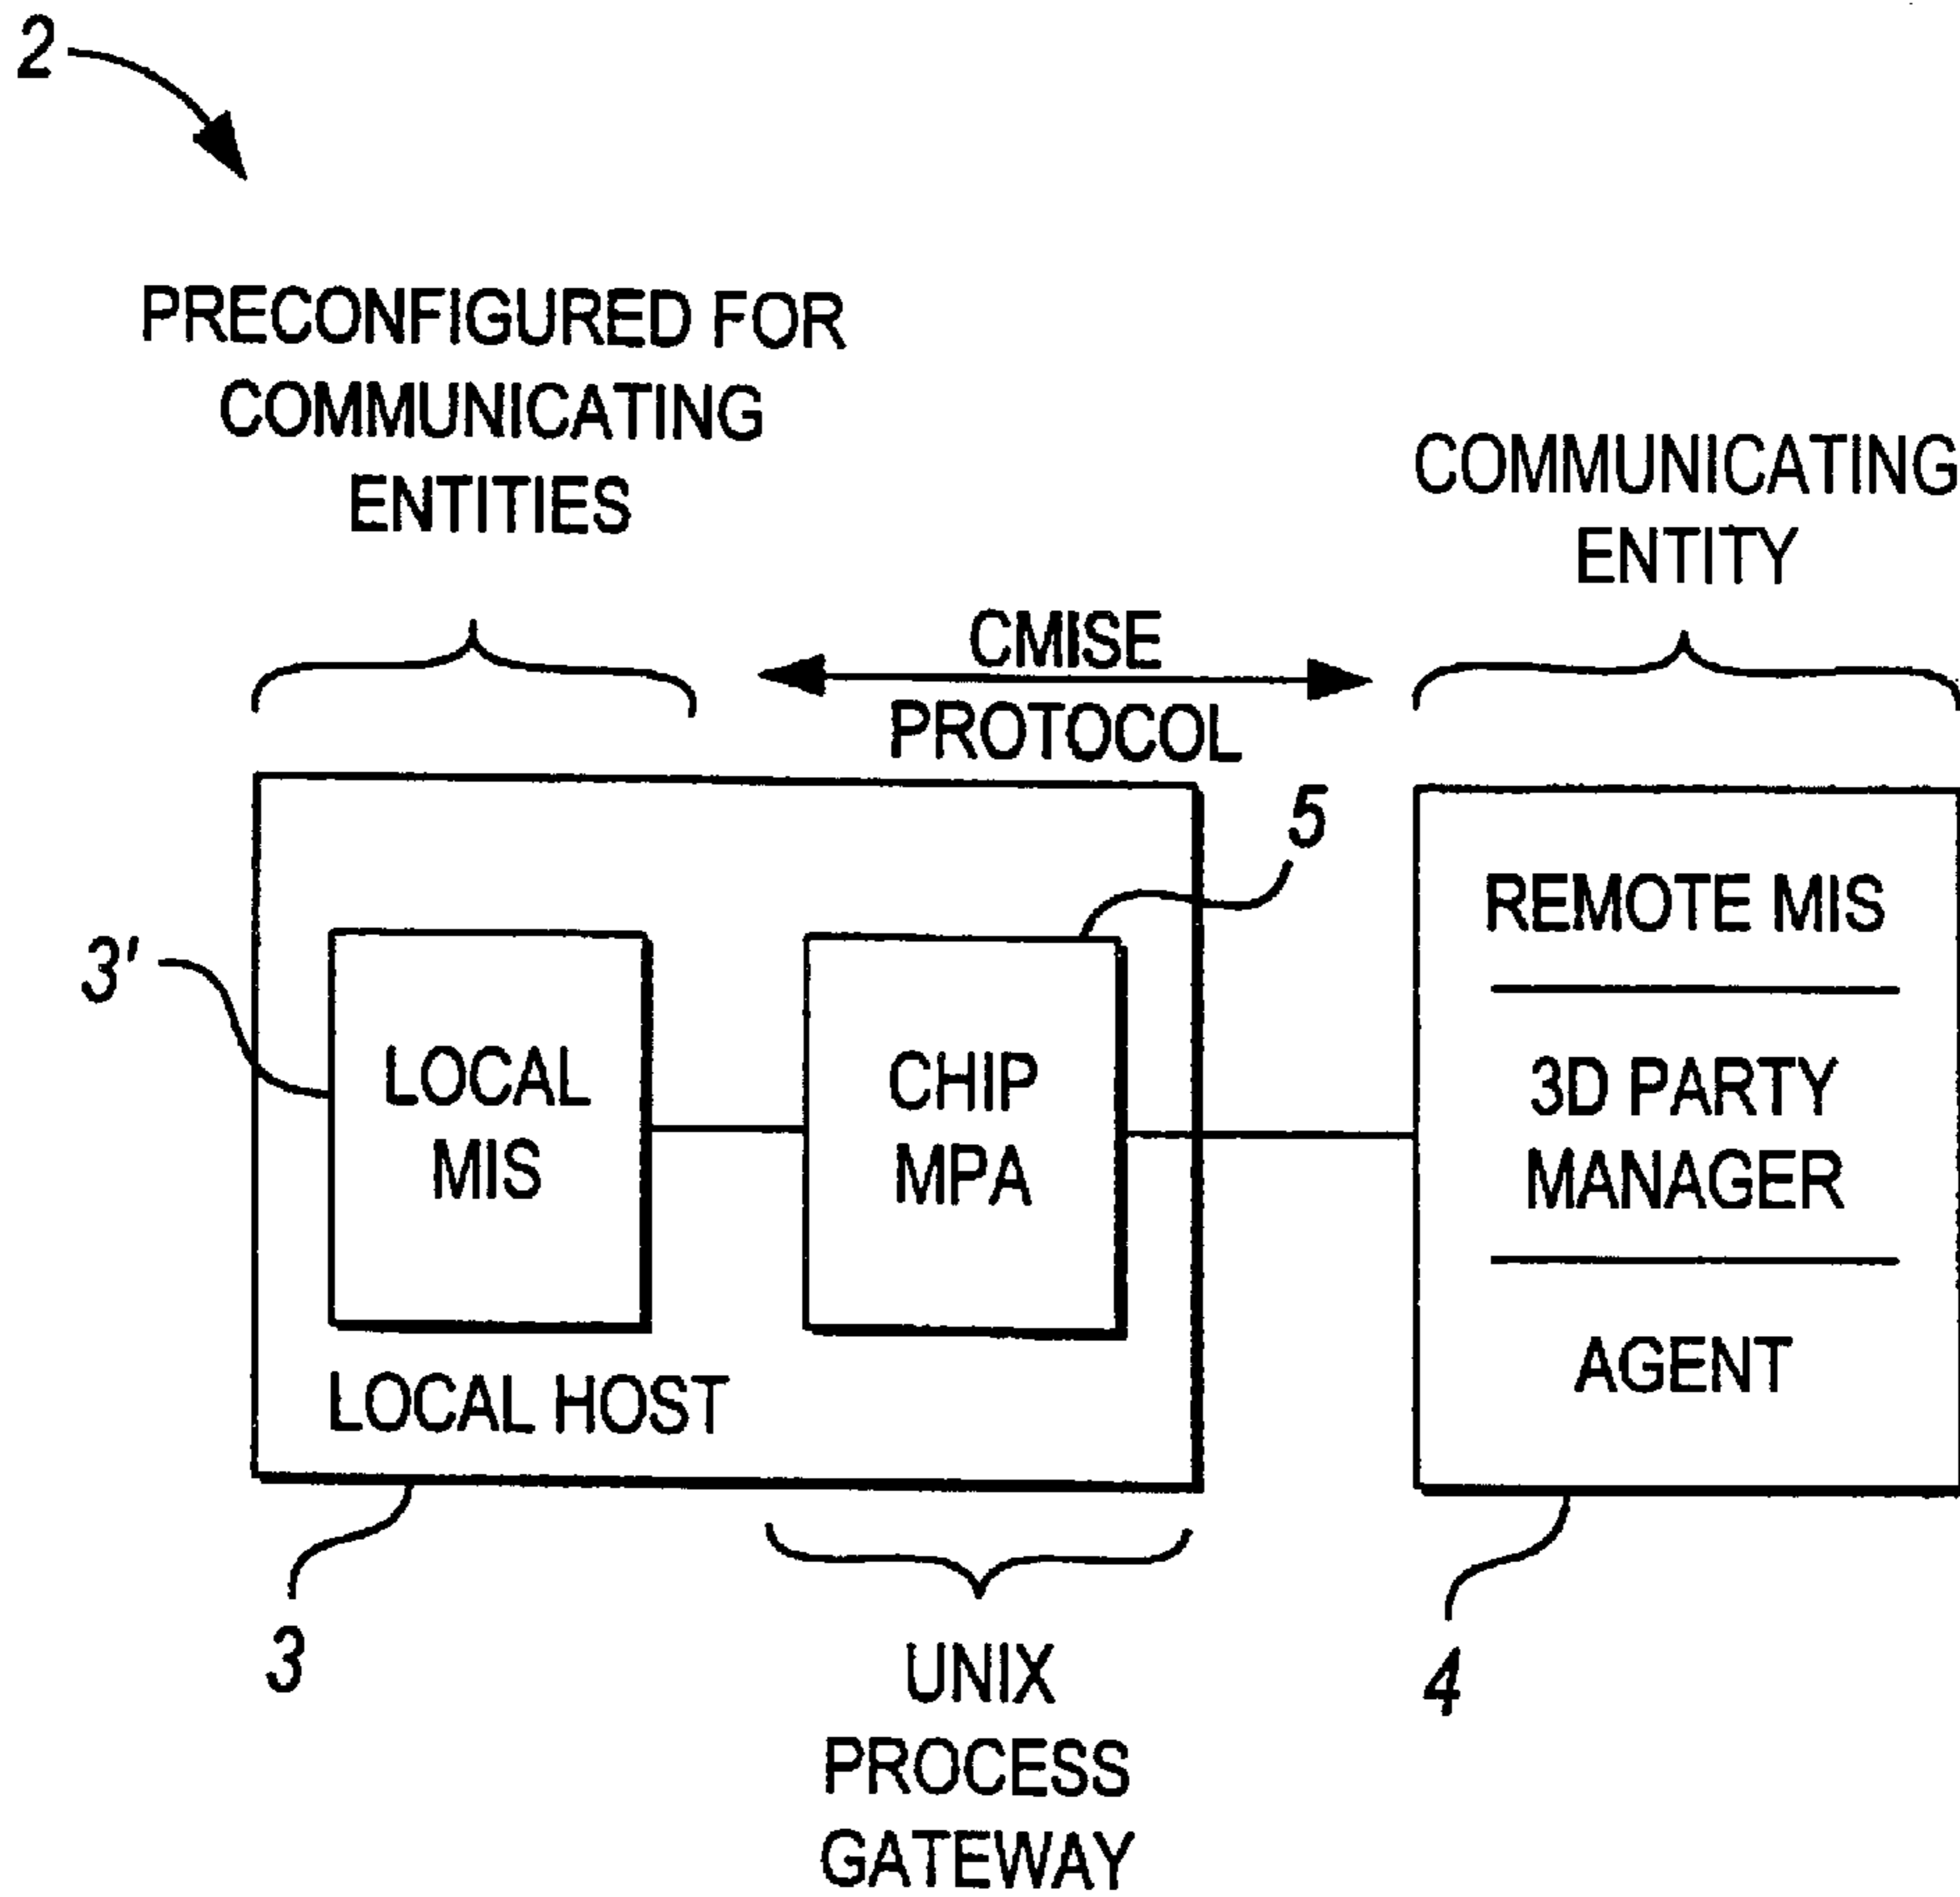 2
PRECONFIGURED FOR
COMMUNICATING
ENTITIES
COMMUNICATING
ENTITY
CMISE
PROTOCOL
5
3'
LOCAL
MIS
CHIP
MPA
LOCAL HOST
REMOTE MIS
3D PARTY
MANAGER
AGENT
3
UNIX
PROCESS
GATEWAY
4